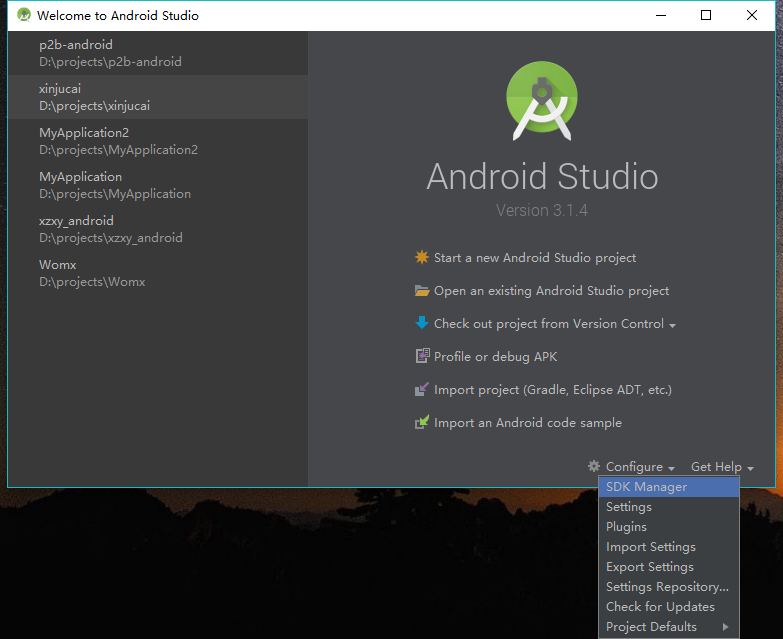 Welcome to Android Studio
p2b-android
D:\projects\p2b-android
xinjucai
D:\projects\xinjucai
MyApplication2
D:\projects\MyApplication2
MyApplication
D:\projects\MyApplication
xzxy_android
D:\projects\xzxy_android
Womx
D:\projects\Womx
Android Studio
Version 3.1.4
Start a new Android Studio project
Open an existing Android Studio project
Check out project from Version Control
Profile or debug APK
Import project (Gradle, Eclipse ADT, etc.)
Import an Android code sample
Configure Get Help
SDK Manager
Settings
Plugins
Import Settings
Export Settings
Settings Repository...
Check for Updates
Project Defaults